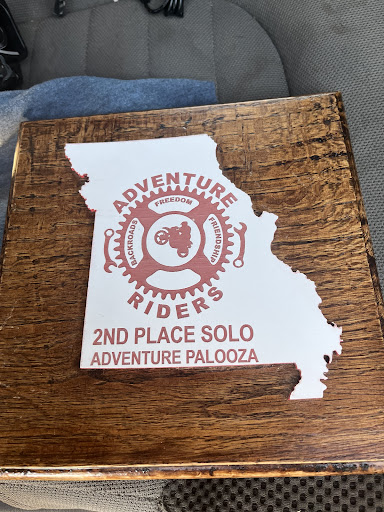 ADVENTURE
FREEDOM
BACKROADS
FRIENDSHIP
RIDERS
2ND PLACE SOLO
ADVENTURE PALOOZA